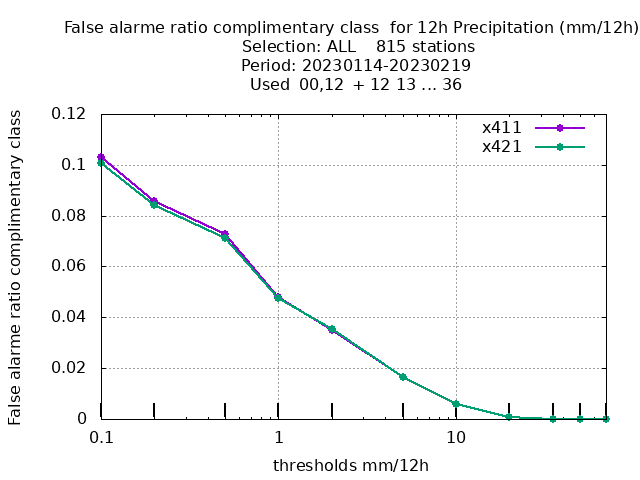 False alarme ratio complimentary class  for 12h Precipitation (mm/12h)
Selection: ALL    815 stations
Period: 20230114-20230219
Used  00,12  + 12 13 ... 36
False alarme ratio complimentary class
0.12
0.1
0.08
0.06
0.04
0.02
0
x411
x421
0.1 1 10
thresholds mm/12h